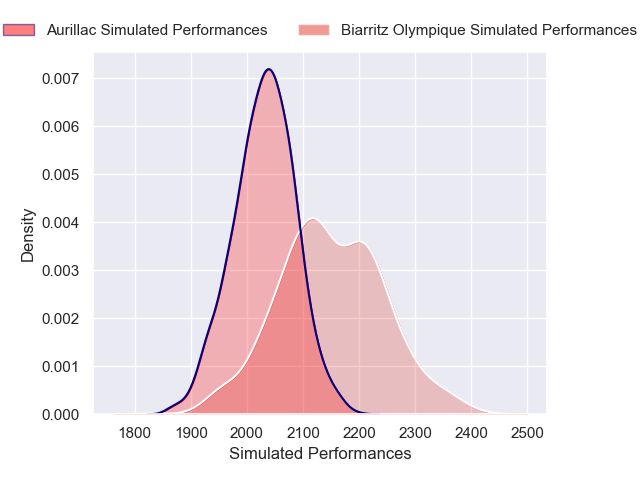 Aurillac Simulated Performances
Biarritz Olympique Simulated Performances
0.007
0.006
0.005
0.004
0.003
0.002
0.001
0.000
Density
1800 1900 2000 2100 2200 2300 2400 2500
Simulated Performances